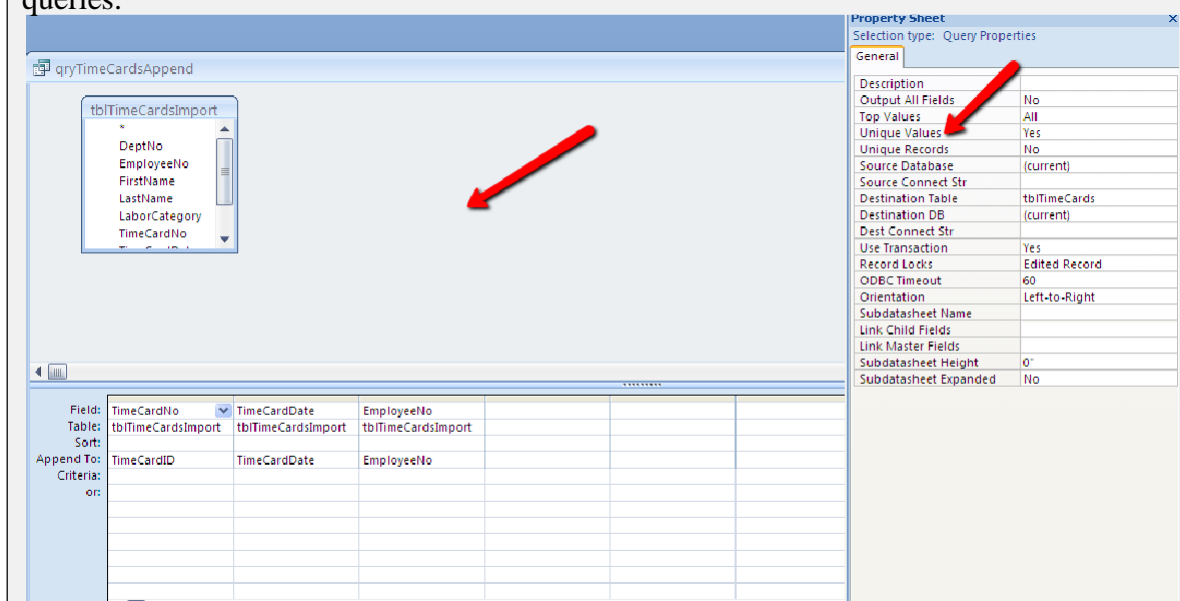 queries.
Property Sheet ×
Selection type: Query Properties
General
qryTimeCardsAppend
tblTimeCardsImport
*
DeptNo
EmployeeNo
FirstName
LastName
LaborCategory
TimeCardNo
Description
Output All Fields No
Top Values All
Unique Values Yes
Unique Records No
Source Database (current)
Source Connect Str
Destination Table tblTimeCards
Destination DB (current)
Dest Connect Str
Use Transaction Yes
Record Locks Edited Record
ODBC Timeout 60
Orientation Left-to-Right
Subdatasheet Name
Link Child Fields
Link Master Fields
Subdatasheet Height 0"
Subdatasheet Expanded No
Field: TimeCardNo TimeCardDate EmployeeNo
Table: tblTimeCardsImport tblTimeCardsImport tblTimeCardsImport
Sort:
Append To: TimeCardID TimeCardDate EmployeeNo
Criteria:
or: